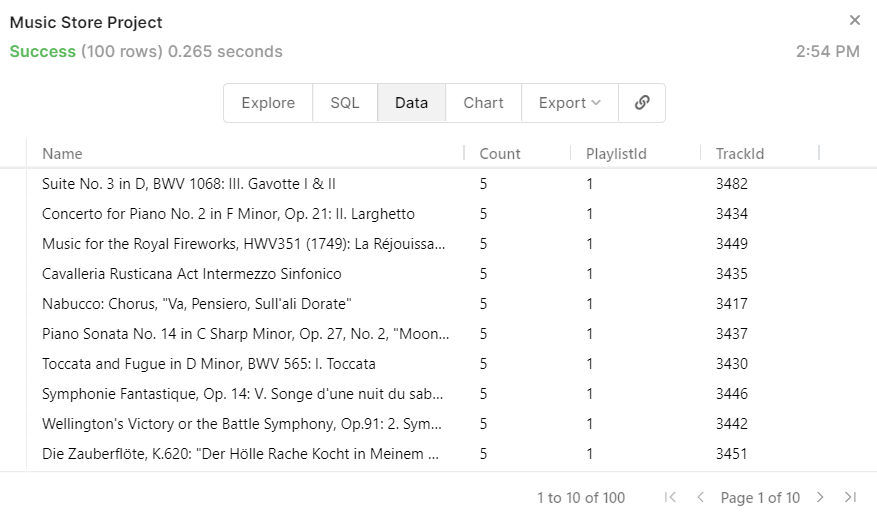 Music Store Project
Success (100 rows) 0.265 seconds 2:54 PM
Explore SQL Data Chart Export
Name Count PlaylistId TrackId
Suite No. 3 in D, BWV 1068: III. Gavotte I & II 5 1 3482
Concerto for Piano No. 2 in F Minor, Op. 21: II. Larghetto 5 1 3434
Music for the Royal Fireworks, HWV351 (1749): La Réjouissa... 5 1 3449
Cavalleria Rusticana Act Intermezzo Sinfonico 5 1 3435
Nabucco: Chorus, "Va, Pensiero, Sull'ali Dorate" 5 1 3417
Piano Sonata No. 14 in C Sharp Minor, Op. 27, No. 2, "Moon... 5 1 3437
Toccata and Fugue in D Minor, BWV 565: I. Toccata 5 1 3430
Symphonie Fantastique, Op. 14: V. Songe d'une nuit du sab... 5 1 3446
Wellington's Victory or the Battle Symphony, Op.91: 2. Sym... 5 1 3442
Die Zauberflöte, K.620: "Der Hölle Rache Kocht in Meinem ... 5 1 3451
1 to 10 of 100 Page 1 of 10